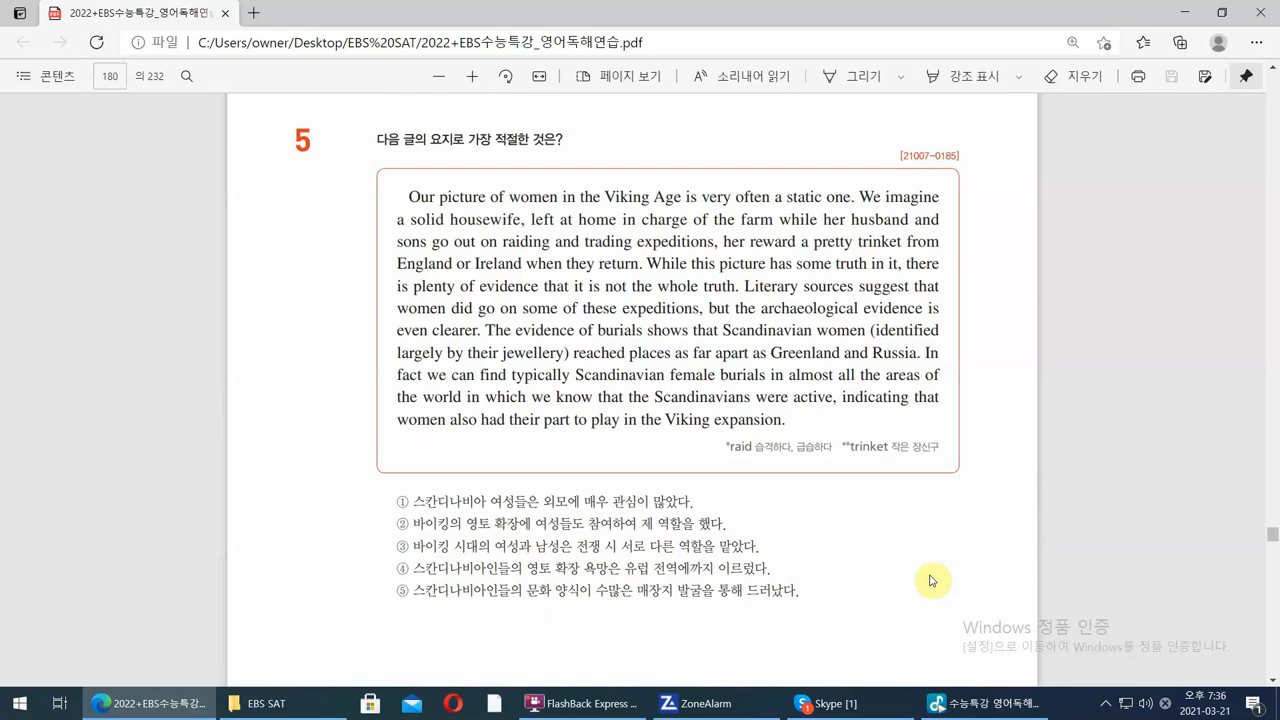 2022+EBS수능특강_영어독해연습
파일
C:/Users/owner/Desktop/EBS%20SAT/2022+EBS수능특강_영어독해연습.pdf
콘텐츠
180 의 232
페이지 보기
소리내어 읽기
그리기
강조 표시
지우기
5
다음 글의 요지로 가장 적절한 것은?
[21007-0185]
Our picture of women in the Viking Age is very often a static one. We imagine
a solid housewife, left at home in charge of the farm while her husband and
sons go out on raiding and trading expeditions, her reward a pretty trinket from
England or Ireland when they return. While this picture has some truth in it, there
is plenty of evidence that it is not the whole truth. Literary sources suggest that
women did go on some of these expeditions, but the archaeological evidence is
even clearer. The evidence of burials shows that Scandinavian women (identified
largely by their jewellery) reached places as far apart as Greenland and Russia. In
fact we can find typically Scandinavian female burials in almost all the areas of
the world in which we know that the Scandinavians were active, indicating that
women also had their part to play in the Viking expansion.
*raid 습격하다, 급습하다 **trinket 작은 장신구
① 스칸디나비아 여성들은 외모에 매우 관심이 많았다.
② 바이킹의 영토 확장에 여성들도 참여하여 제 역할을 했다.
③ 바이킹 시대의 여성과 남성은 전쟁 시 서로 다른 역할을 맡았다.
④ 스칸디나비아인들의 영토 확장 욕망은 유럽 전역에까지 이르렀다.
⑤ 스칸디나비아인들의 문화 양식이 수많은 매장지 발굴을 통해 드러났다.
Windows 정품 인증
[설정]으로 이동하여 Windows를 정품 인증합니다.
2022+EBS수능특강_...
EBS SAT
FlashBack Express ...
ZoneAlarm
Skype [1]
수능특강 영어독해연...
오후 7:36
2021-03-21